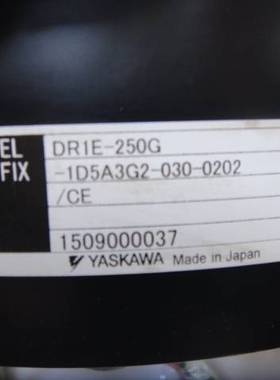 EL DR1E-250G
FIX -1D5A3G2-030-0202
/CE
1509000037
YASKAWA Made in Japan